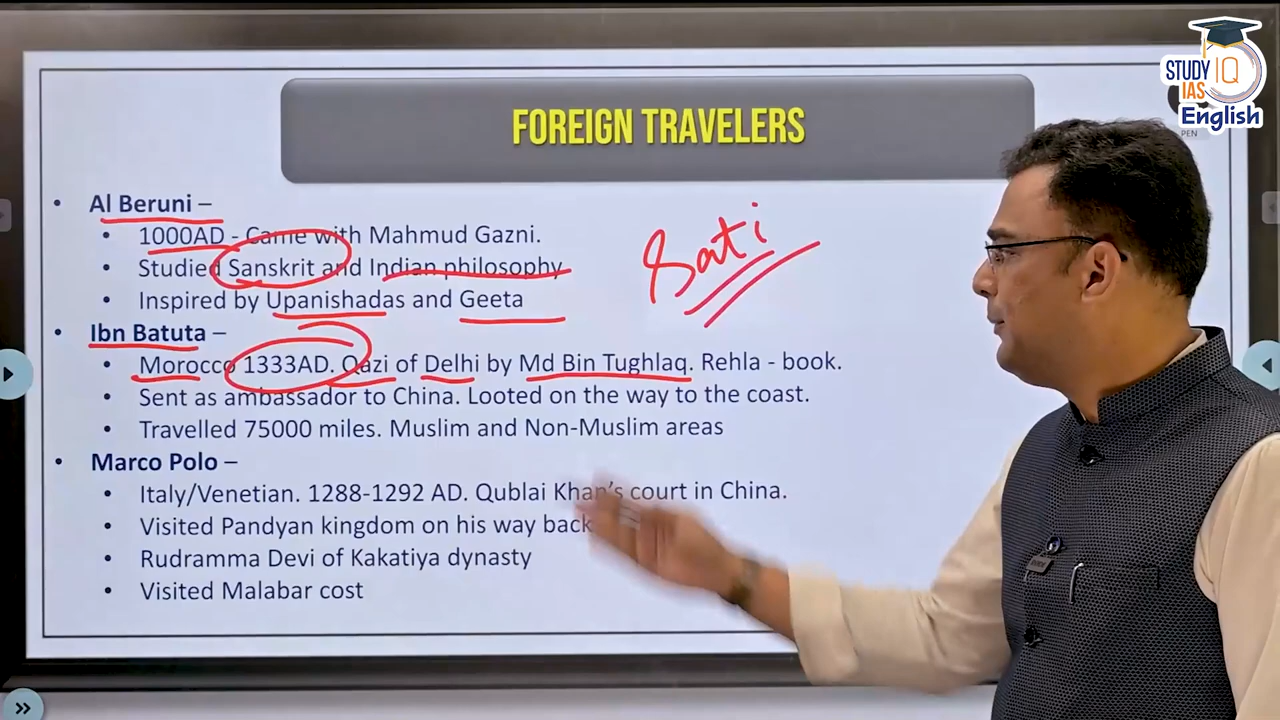 STUDY IQ
IAS
English
PEN
FOREIGN TRAVELERS
• Al Beruni –
• 1000AD - Came with Mahmud Gazni.
• Studied Sanskrit and Indian philosophy
• Inspired by Upanishadas and Geeta
Sati
• Ibn Batuta –
• Morocco 1333AD. Qazi of Delhi by Md Bin Tughlaq. Rehla - book.
• Sent as ambassador to China. Looted on the way to the coast.
• Travelled 75000 miles. Muslim and Non-Muslim areas
• Marco Polo –
• Italy/Venetian. 1288-1292 AD. Qublai Khan’s court in China.
• Visited Pandyan kingdom on his way back
• Rudramma Devi of Kakatiya dynasty
• Visited Malabar cost